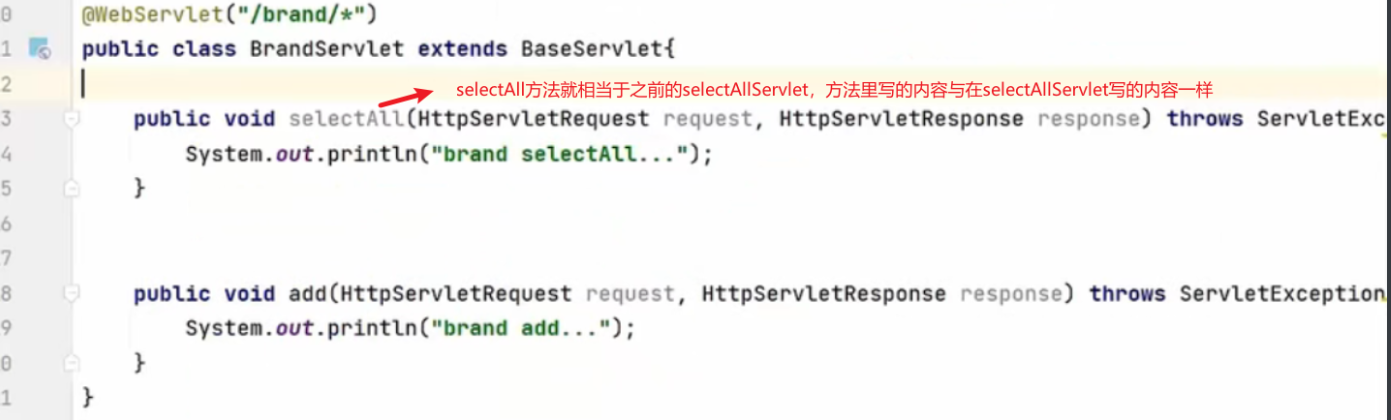 0 @WebServlet("/brand/*")
1 public class BrandServlet extends BaseServlet{
2 selectAll方法就相当于之前的selectAllServlet，方法里写的内容与在selectAllServlet写的内容一样
3 public void selectAll(HttpServletRequest request, HttpServletResponse response) throws ServletExc
4 System.out.println("brand selectAll...");
5 }
6
7
8 public void add(HttpServletRequest request, HttpServletResponse response) throws ServletException
9 System.out.println("brand add...");
0 }
1 }